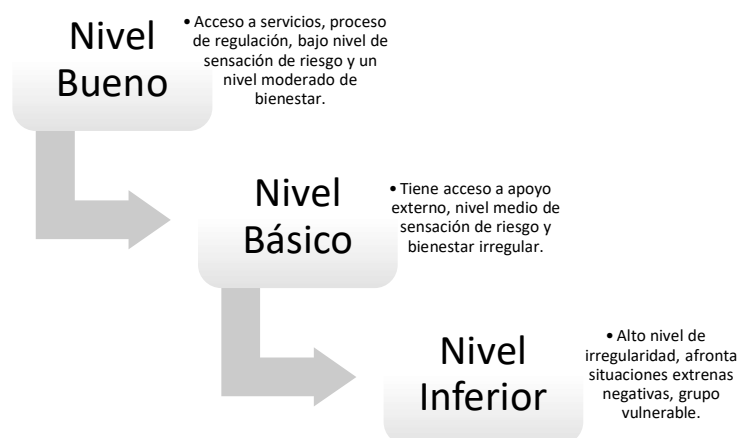 Nivel
Bueno
• Acceso a servicios, proceso
de regulación, bajo nivel de
sensación de riesgo y un
nivel moderado de
bienestar.
Nivel
Básico
• Tiene acceso a apoyo
externo, nivel medio de
sensación de riesgo y
bienestar irregular.
Nivel
Inferior
• Alto nivel de
irregularidad, afronta
situaciones extrenas
negativas, grupo
vulnerable.